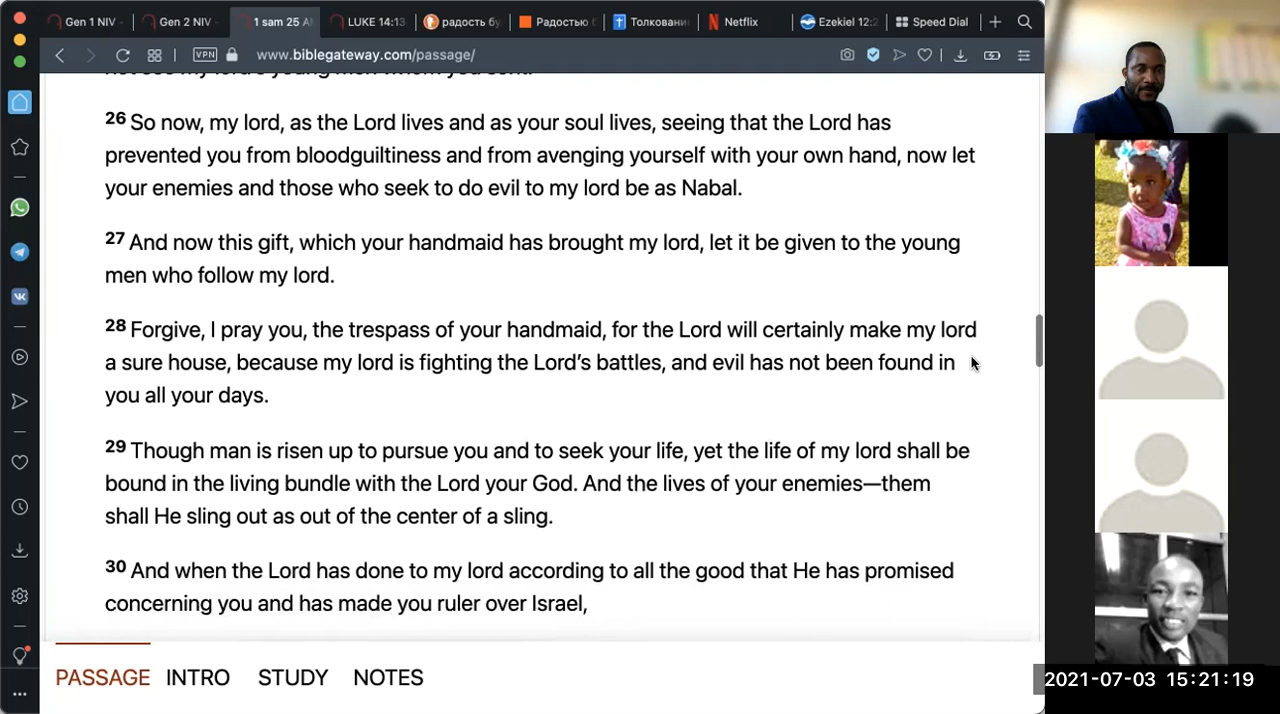 Gen 1 NIV -
Gen 2 NIV -
1 sam 25 A
LUKE 14:13
радость бу
Радостью б
Толковани
Netflix
Ezekiel 12:2
Speed Dial
VPN
www.biblegateway.com/passage/
26 So now, my lord, as the Lord lives and as your soul lives, seeing that the Lord has
prevented you from bloodguiltiness and from avenging yourself with your own hand, now let
your enemies and those who seek to do evil to my lord be as Nabal.
27 And now this gift, which your handmaid has brought my lord, let it be given to the young
men who follow my lord.
28 Forgive, I pray you, the trespass of your handmaid, for the Lord will certainly make my lord
a sure house, because my lord is fighting the Lord’s battles, and evil has not been found in
you all your days.
29 Though man is risen up to pursue you and to seek your life, yet the life of my lord shall be
bound in the living bundle with the Lord your God. And the lives of your enemies—them
shall He sling out as out of the center of a sling.
30 And when the Lord has done to my lord according to all the good that He has promised
concerning you and has made you ruler over Israel,
PASSAGE INTRO STUDY NOTES
2021-07-03 15:21:19